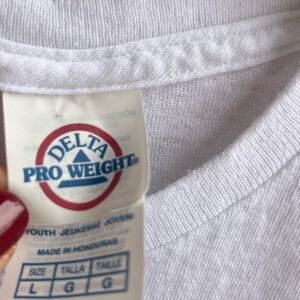 DELTA
PRO WEIGHT®
YOUTH JEUNESSE JOVEN
MADE IN HONDURAS
SIZE TALLA TAILLE
L G G